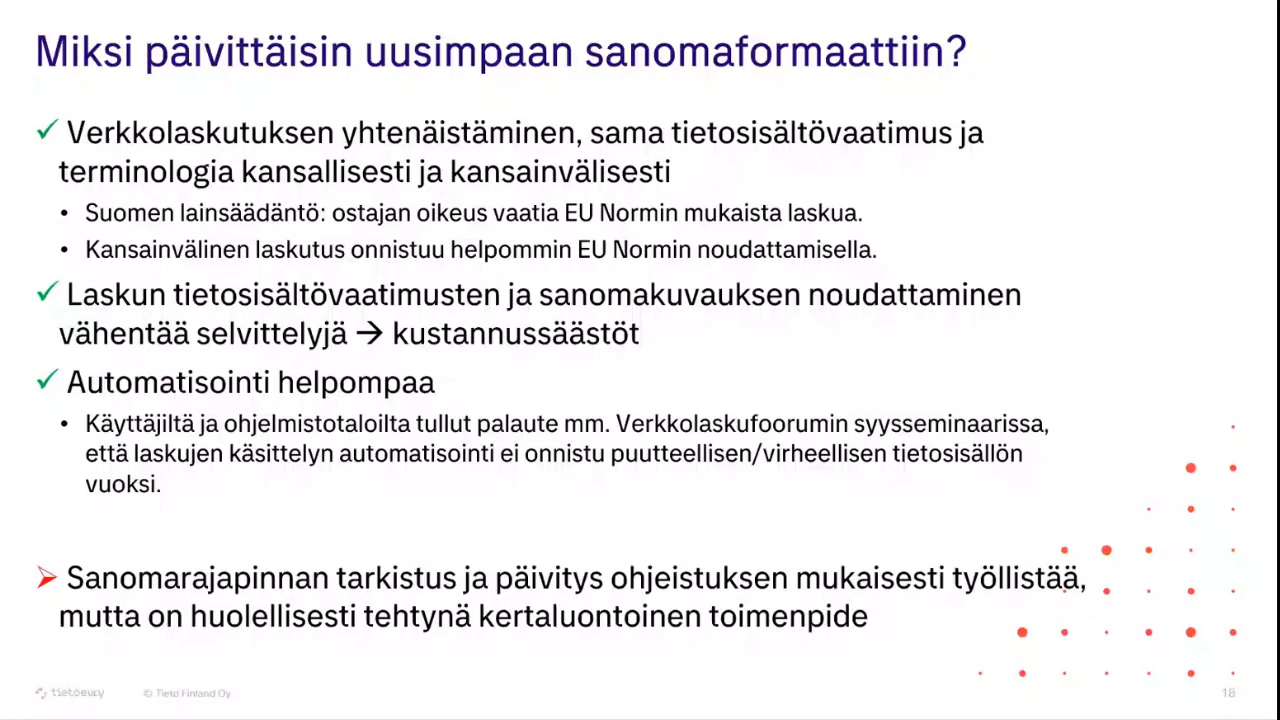 Miksi päivittäisin uusimpaan sanomaformaattiin?
✓ Verkkolaskutuksen yhtenäistäminen, sama tietosisältövaatimus ja
terminologia kansallisesti ja kansainvälisesti
• Suomen lainsäädäntö: ostajan oikeus vaatia EU Normin mukaista laskua.
• Kansainvälinen laskutus onnistuu helpommin EU Normin noudattamisella.
✓ Laskun tietosisältövaatimusten ja sanomakuvauksen noudattaminen
vähentää selvittelyjä → kustannussäästöt
✓ Automatisointi helpompaa
• Käyttäjiltä ja ohjelmistotaloilta tullut palaute mm. Verkkolaskufoorumin syysseminaarissa,
että laskujen käsittelyn automatisointi ei onnistu puutteellisen/virheellisen tietosisällön
vuoksi.
➢ Sanomarajapinnan tarkistus ja päivitys ohjeistuksen mukaisesti työllistää,
mutta on huolellisesti tehtynä kertaluontoinen toimenpide
tietoevry © Tieto Finland Oy 18